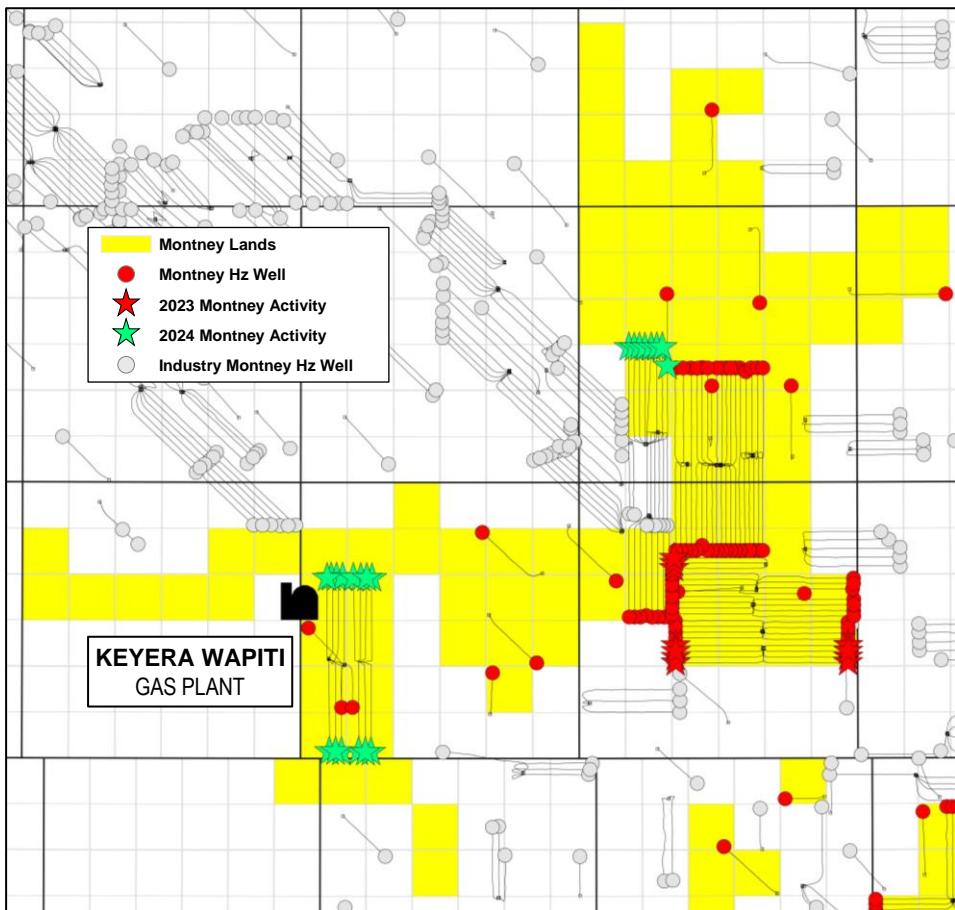 Montney Lands
Montney Hz Well
2023 Montney Activity
2024 Montney Activity
Industry Montney Hz Well
KEYERA WAPITI
GAS PLANT